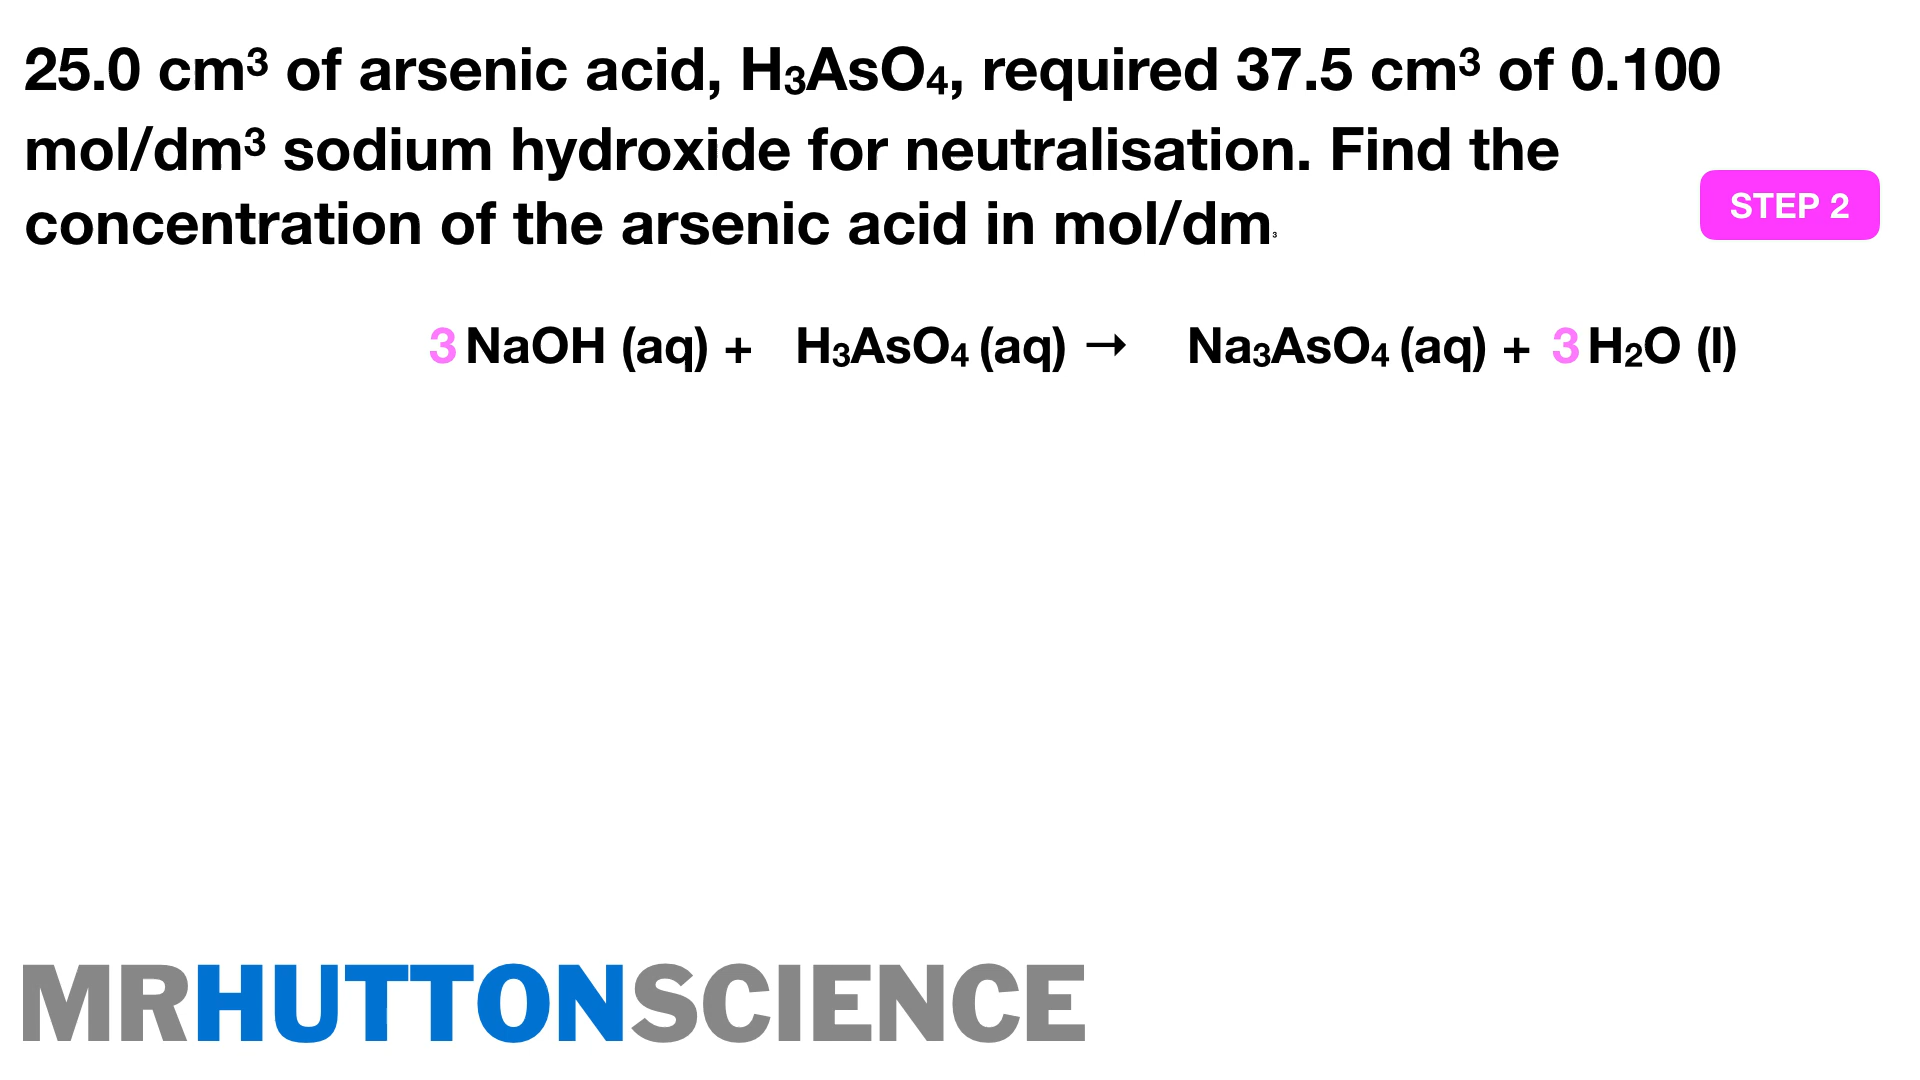 25.0 cm³ of arsenic acid, H₃AsO₄, required 37.5 cm³ of 0.100
mol/dm³ sodium hydroxide for neutralisation. Find the
concentration of the arsenic acid in mol/dm₃
STEP 2
3 NaOH (aq) + H₃AsO₄ (aq) → Na₃AsO₄ (aq) + 3 H₂O (l)
MRHUTTONSCIENCE